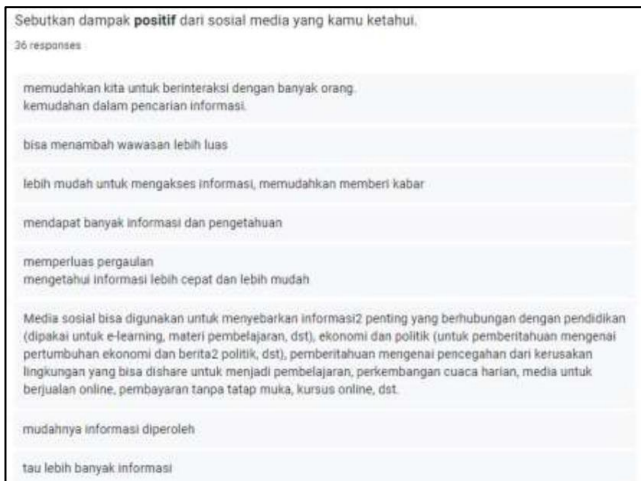 Sebutkan dampak positif dari sosial media yang kamu ketahui.
36 responses
memudahkan kita untuk berinteraksi dengan banyak orang.
kemudahan dalam pencarian informasi.
bisa menambah wawasan lebih luas
lebih mudah untuk mengakses informasi, memudahkan memberi kabar
mendapat banyak informasi dan pengetahuan
memperluas pergaulan
mengetahui informasi lebih cepat dan lebih mudah
Media sosial bisa digunakan untuk menyebarkan informasi2 penting yang berhubungan dengan pendidikan
(dipakai untuk e-learning, materi pembelajaran, dst), ekonomi dan politik (untuk pemberitahuan mengenai
pertumbuhan ekonomi dan berita2 politik, dst), pemberitahuan mengenai pencegahan dari kerusakan
lingkungan yang bisa dishare untuk menjadi pembelajaran, perkembangan cuaca harian, media untuk
berjualan online, pembayaran tanpa tatap muka, kursus online, dst.
mudahnya informasi diperoleh
tau lebih banyak informasi